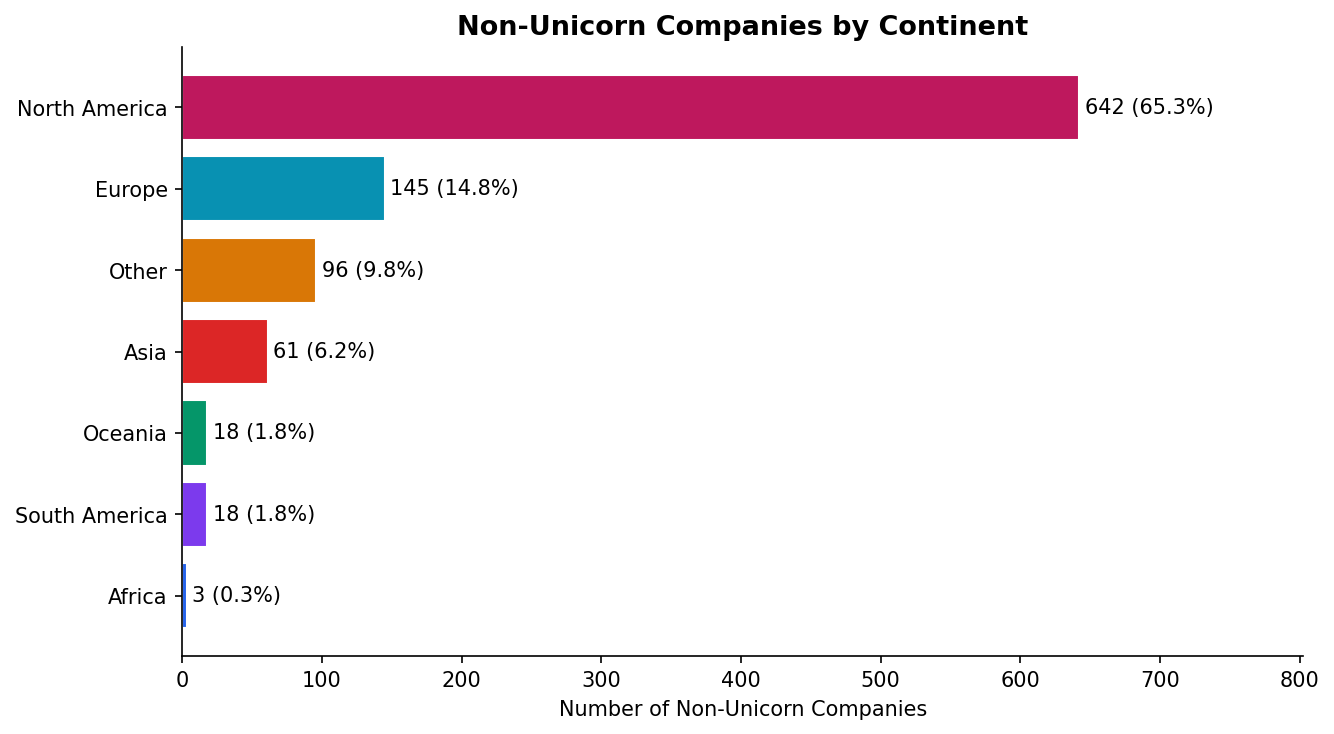 Non-Unicorn Companies by Continent
North America 642 (65.3%)
Europe 145 (14.8%)
Other 96 (9.8%)
Asia 61 (6.2%)
Oceania 18 (1.8%)
South America 18 (1.8%)
Africa 3 (0.3%)
0 100 200 300 400 500 600 700 800
Number of Non-Unicorn Companies